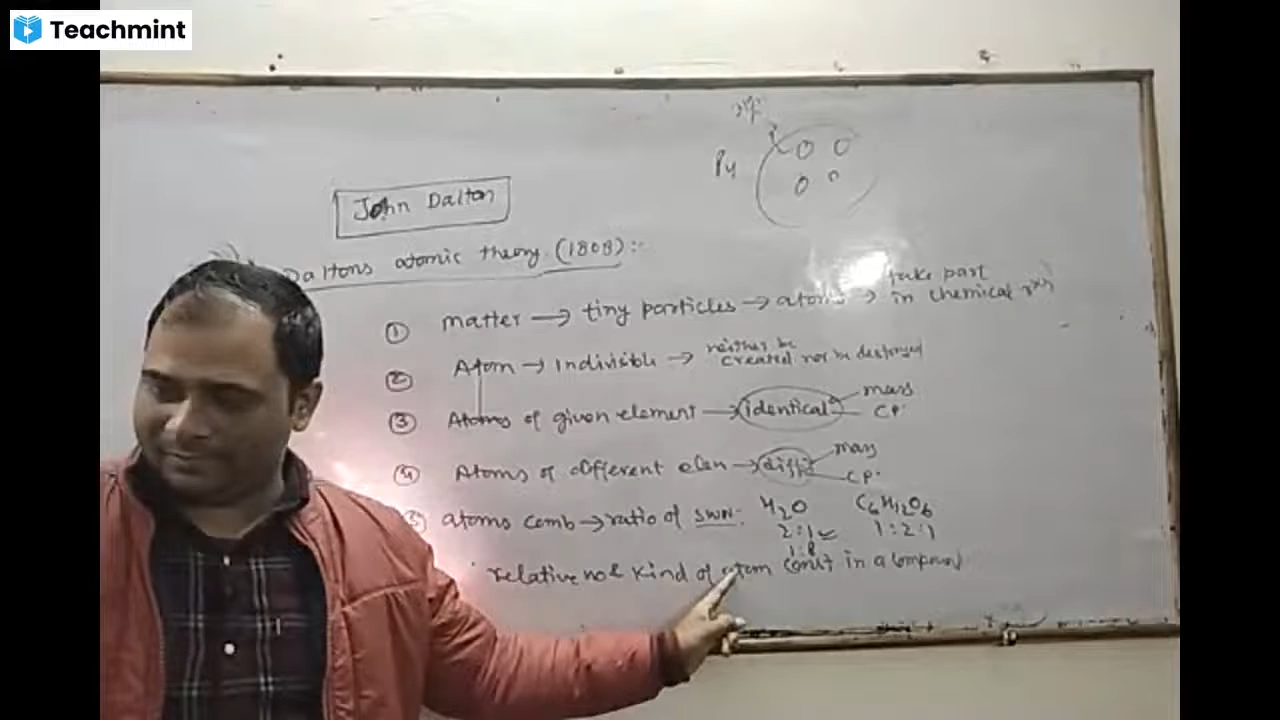 Teachmint
John Dalton
Daltons atomic theory (1808):-
① matter → tiny particles → atoms → take part in chemical rxn
② Atom → Indivisible → neither be created nor be destroyed
③ Atoms of given element → identical mass CP
④ Atoms of different elen → diff mass CP
⑤ atoms comb → ratio of SWN. H2O C6H12O6
2:1 1:2:1
1:8
relative no & kind of atom const in a